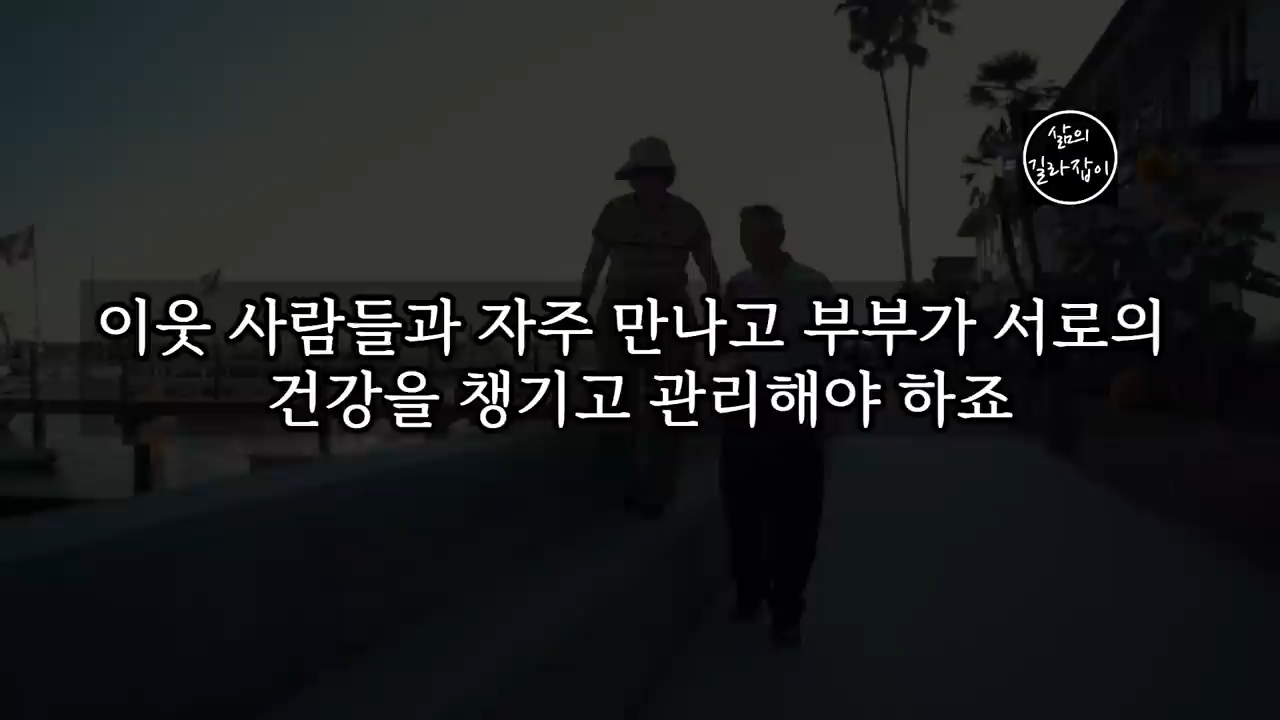 삶의
길라잡이
이웃 사람들과 자주 만나고 부부가 서로의
건강을 챙기고 관리해야 하죠